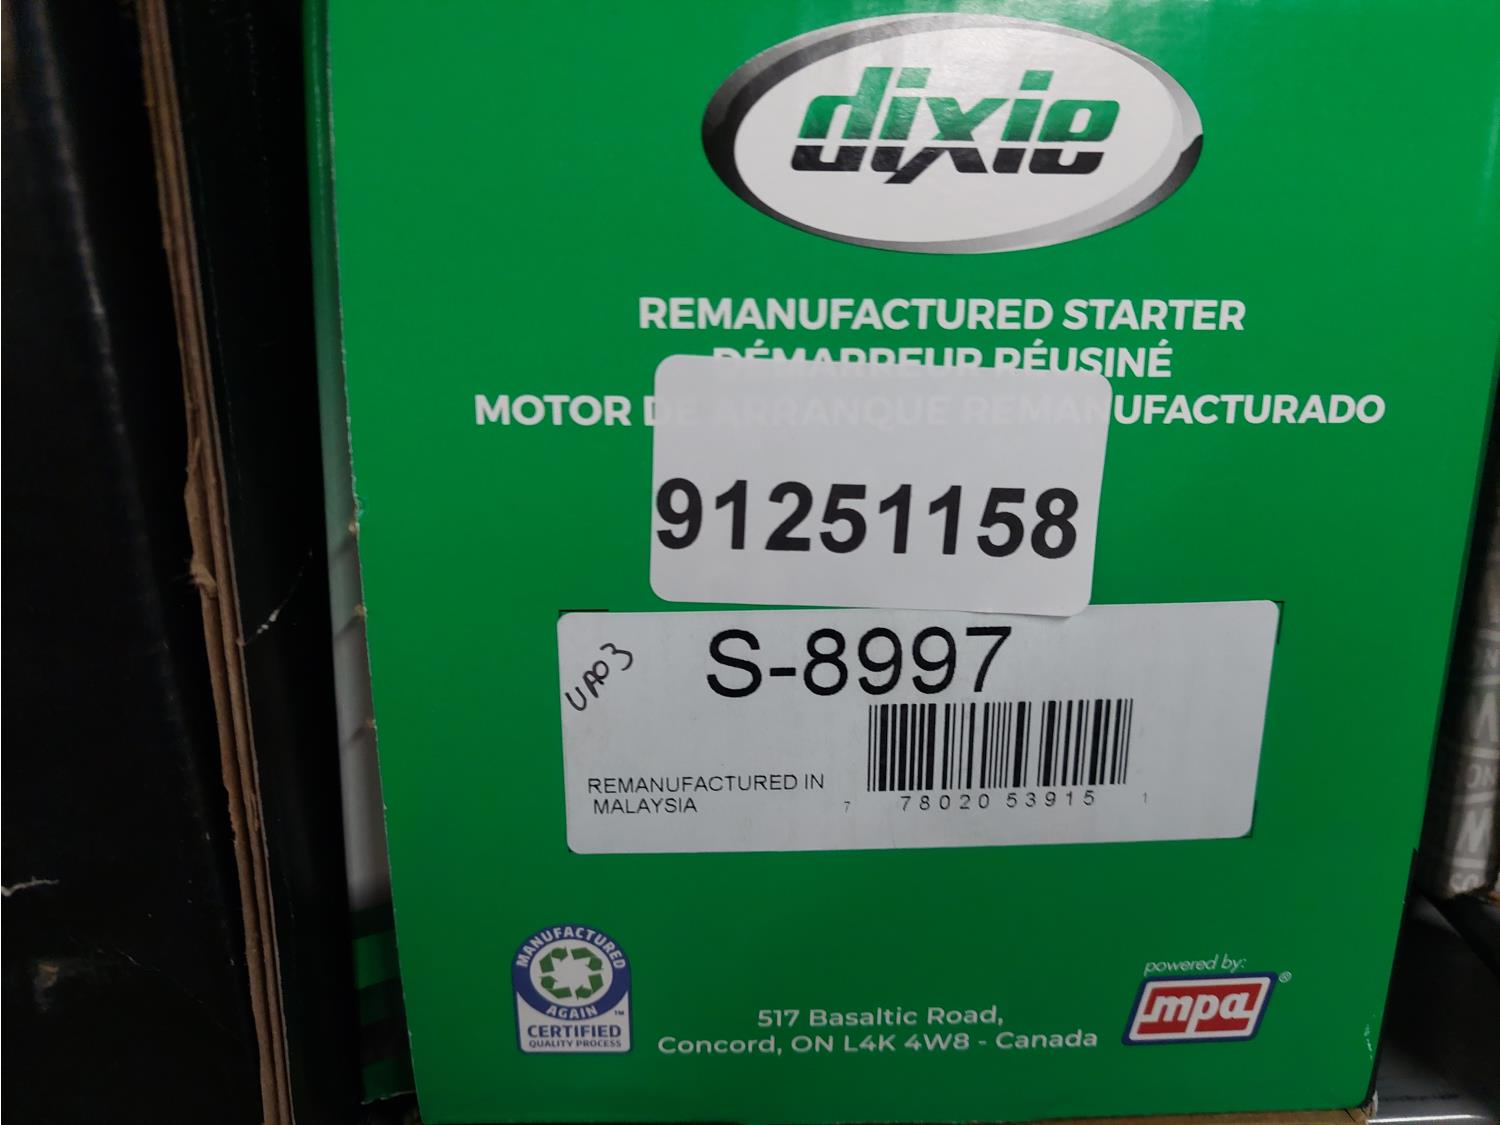 dixie
REMANUFACTURED STARTER
DÉMARREUR RÉUSINÉ
MOTOR DE ARRANQUE REMANUFACTURADO
91251158
S-8997
UA03
REMANUFACTURED IN
MALAYSIA
7 78020 53915 1
MANUFACTURED
AGAIN ™
CERTIFIED
QUALITY PROCESS
517 Basaltic Road,
Concord, ON L4K 4W8 - Canada
powered by:
mpa ®